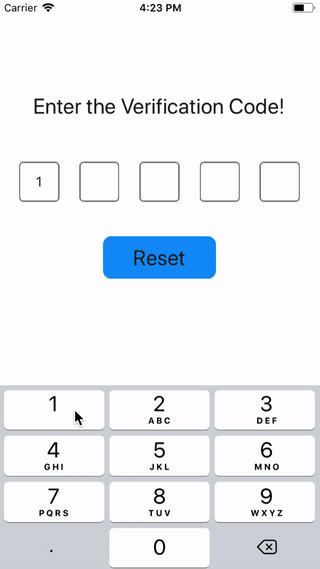 Carrier 4:23 PM
Enter the Verification Code!
1
Reset
1 2 3
ABC DEF
4 5 6
GHI JKL MNO
7 8 9
PQRS TUV WXYZ
. 0